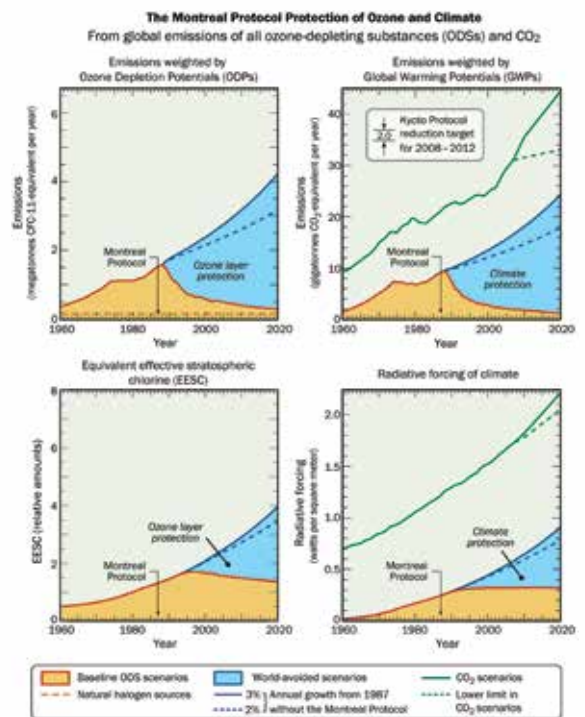 The Montreal Protocol Protection of Ozone and Climate
From global emissions of all ozone-depleting substances (ODSs) and CO₂
Emissions weighted by
Ozone Depletion Potentials (ODPs)
Emissions
(megatonnes CFC-11-equivalent per year)
6
4
2
0
Montreal
Protocol
Ozone layer
protection
1960
1980
2000
2020
Year
Emissions weighted by
Global Warming Potentials (GWPs)
Emissions
(gigatonnes CO₂-equivalent per year)
40
30
20
10
0
2.0
Kyoto Protocol
reduction target
for 2008–2012
Montreal
Protocol
Climate
protection
1960
1980
2000
2020
Year
Equivalent effective stratospheric
chlorine (EESC)
EESC (relative amounts)
8
6
4
2
0
Ozone layer
protection
Montreal
Protocol
1960
1980
2000
2020
Year
Radiative forcing of climate
Radiative forcing
(watts per square meter)
2.0
1.5
1.0
0.5
0
Climate
protection
Montreal
Protocol
1960
1980
2000
2020
Year
Baseline ODS scenarios
Natural halogen sources
World-avoided scenarios
3% Annual growth from 1987
2% without the Montreal Protocol
CO₂ scenarios
Lower limit in
CO₂ scenarios